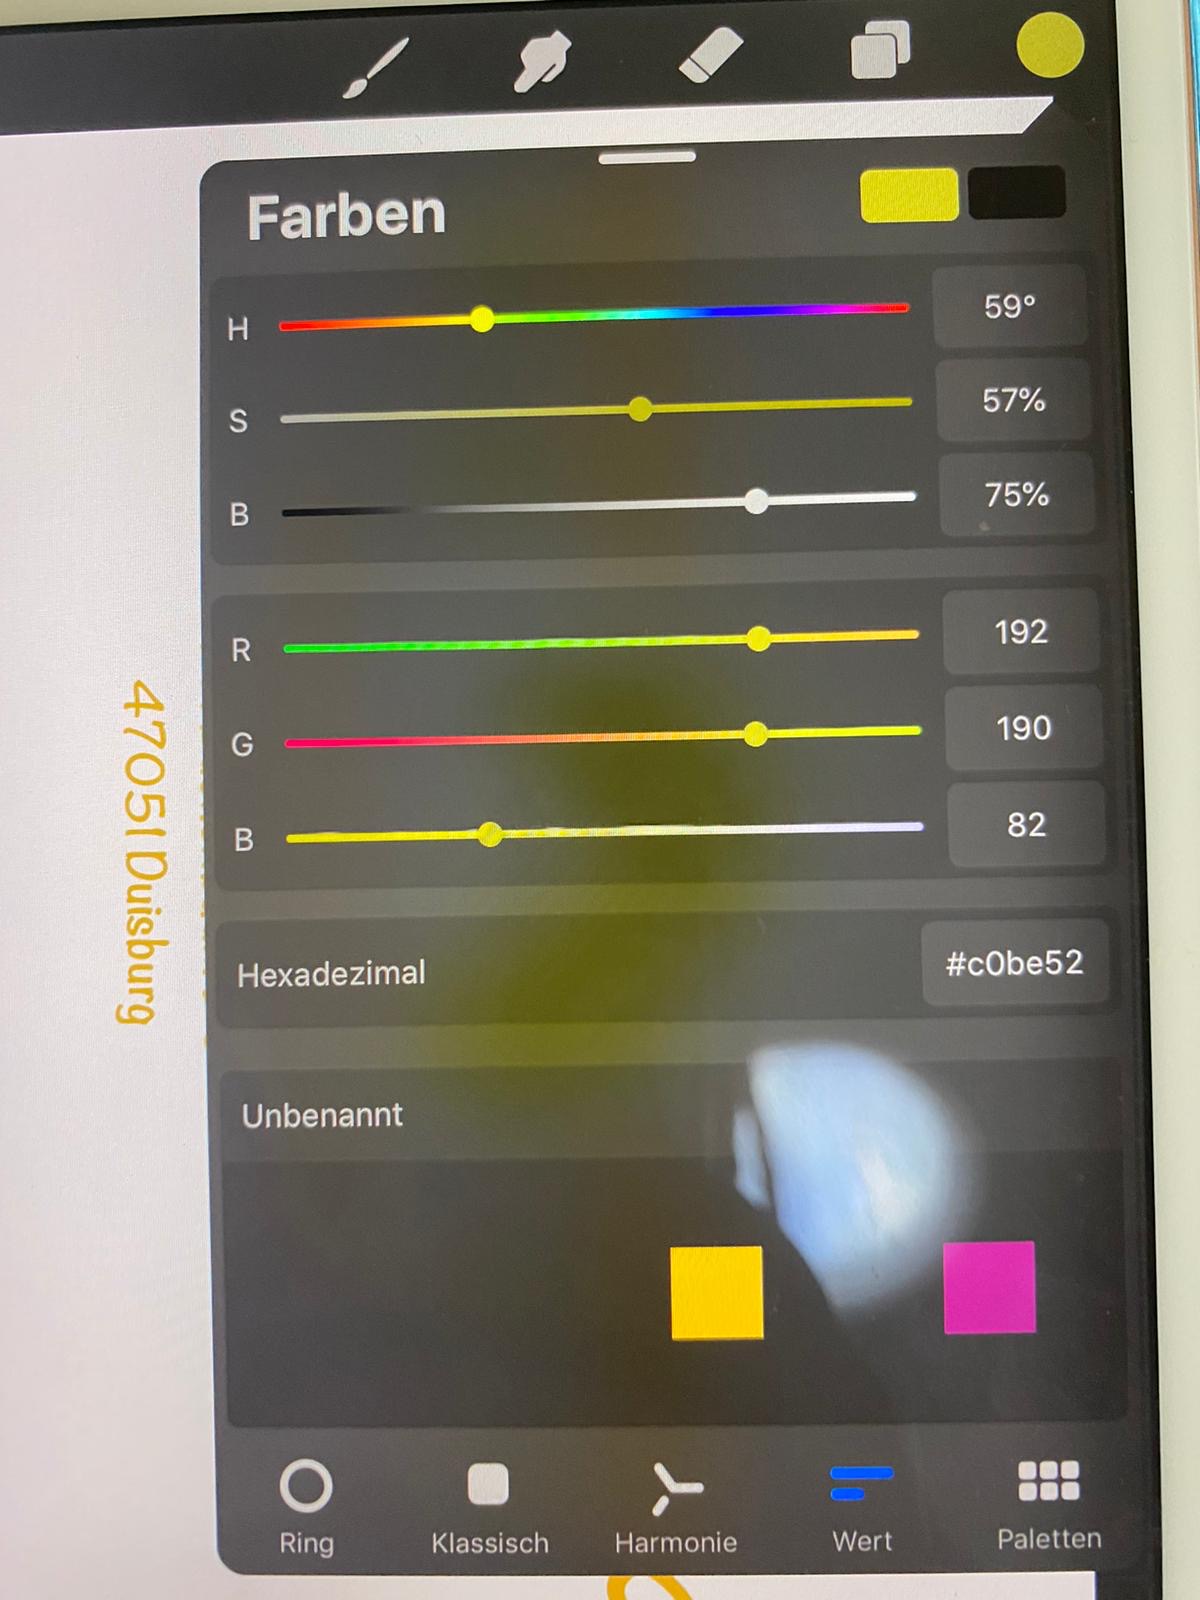 Farben
H 59°
S 57%
B 75%
R 192
G 190
B 82
Hexadezimal #c0be52
Unbenannt
Ring Klassisch Harmonie Wert Paletten
47051 Duisburg